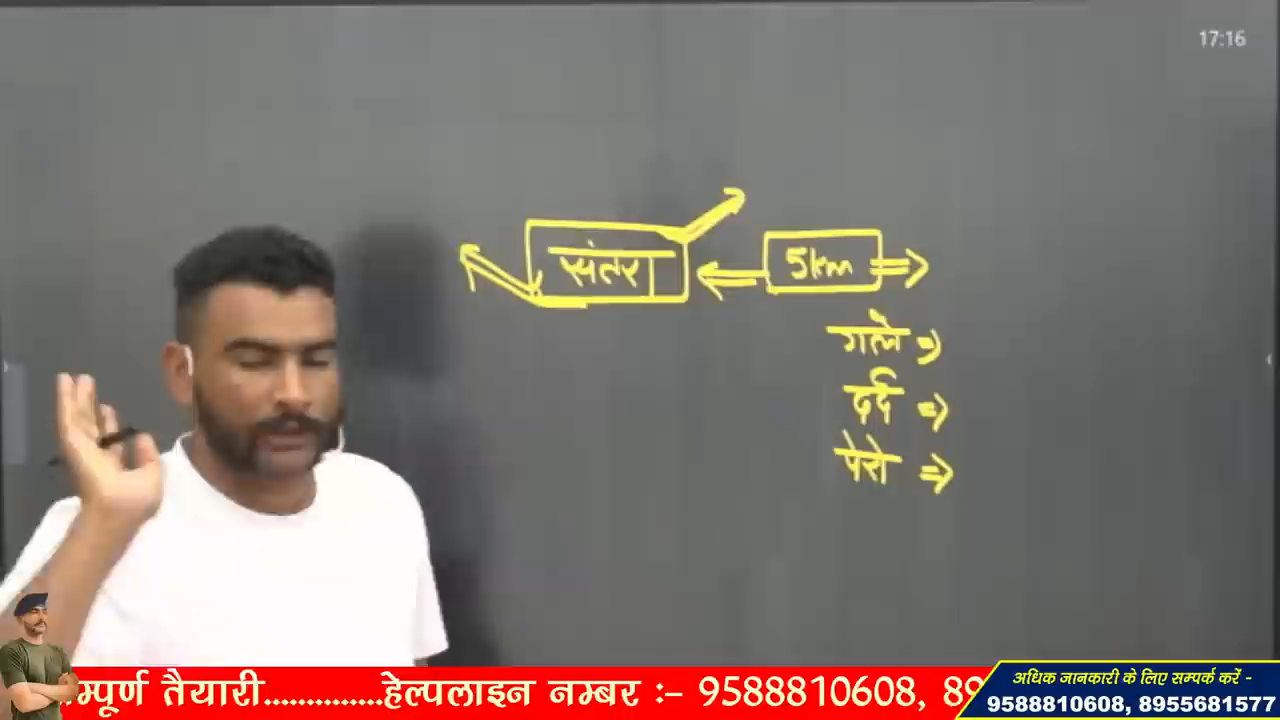 17:16
संतरा
5km
गले ⇒
दर्द ⇒
पेरो ⇒
म्पूर्ण तैयारी..............हेल्पलाइन नम्बर :– 9588810608, 89
अधिक जानकारी के लिए सम्पर्क करें -
9588810608, 8955681577